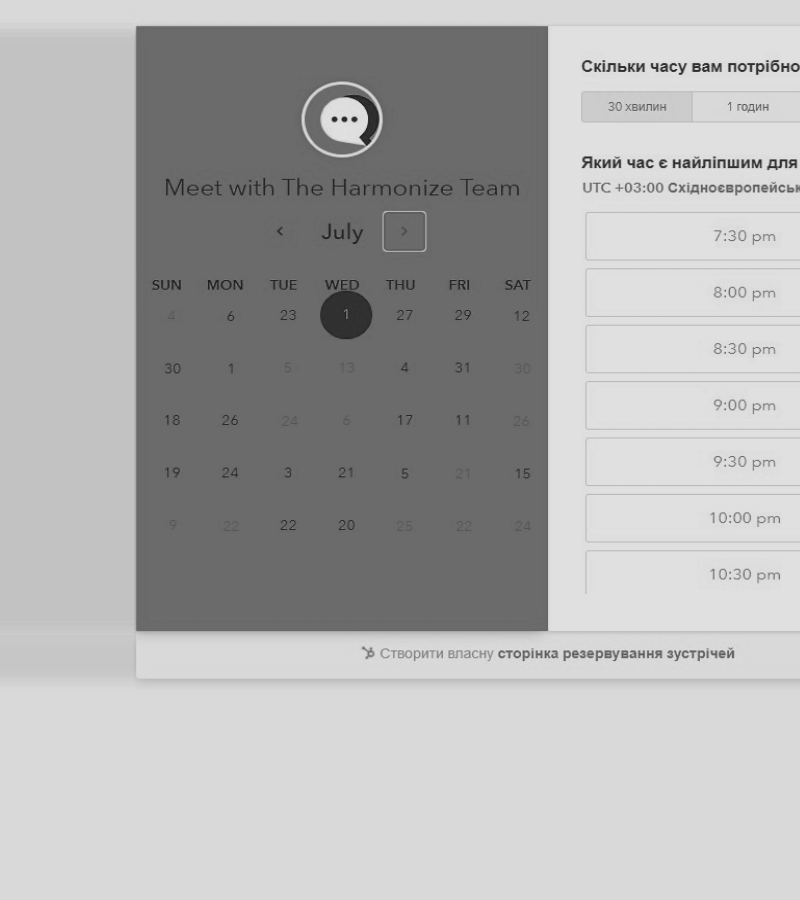 Meet with The Harmonize Team
July
SUN MON TUE WED THU FRI SAT
4 6 23 1 27 29 12
30 1 5 13 4 31 30
18 26 24 6 17 11 26
19 24 3 21 5 21 15
9 22 22 20 25 22 24
Скільки часу вам потрібно
30 хвилин 1 годин
Який час є найліпшим для
UTC +03:00 Східноєвропейськ
7:30 pm
8:00 pm
8:30 pm
9:00 pm
9:30 pm
10:00 pm
10:30 pm
Створити власну сторінка резервування зустрічей